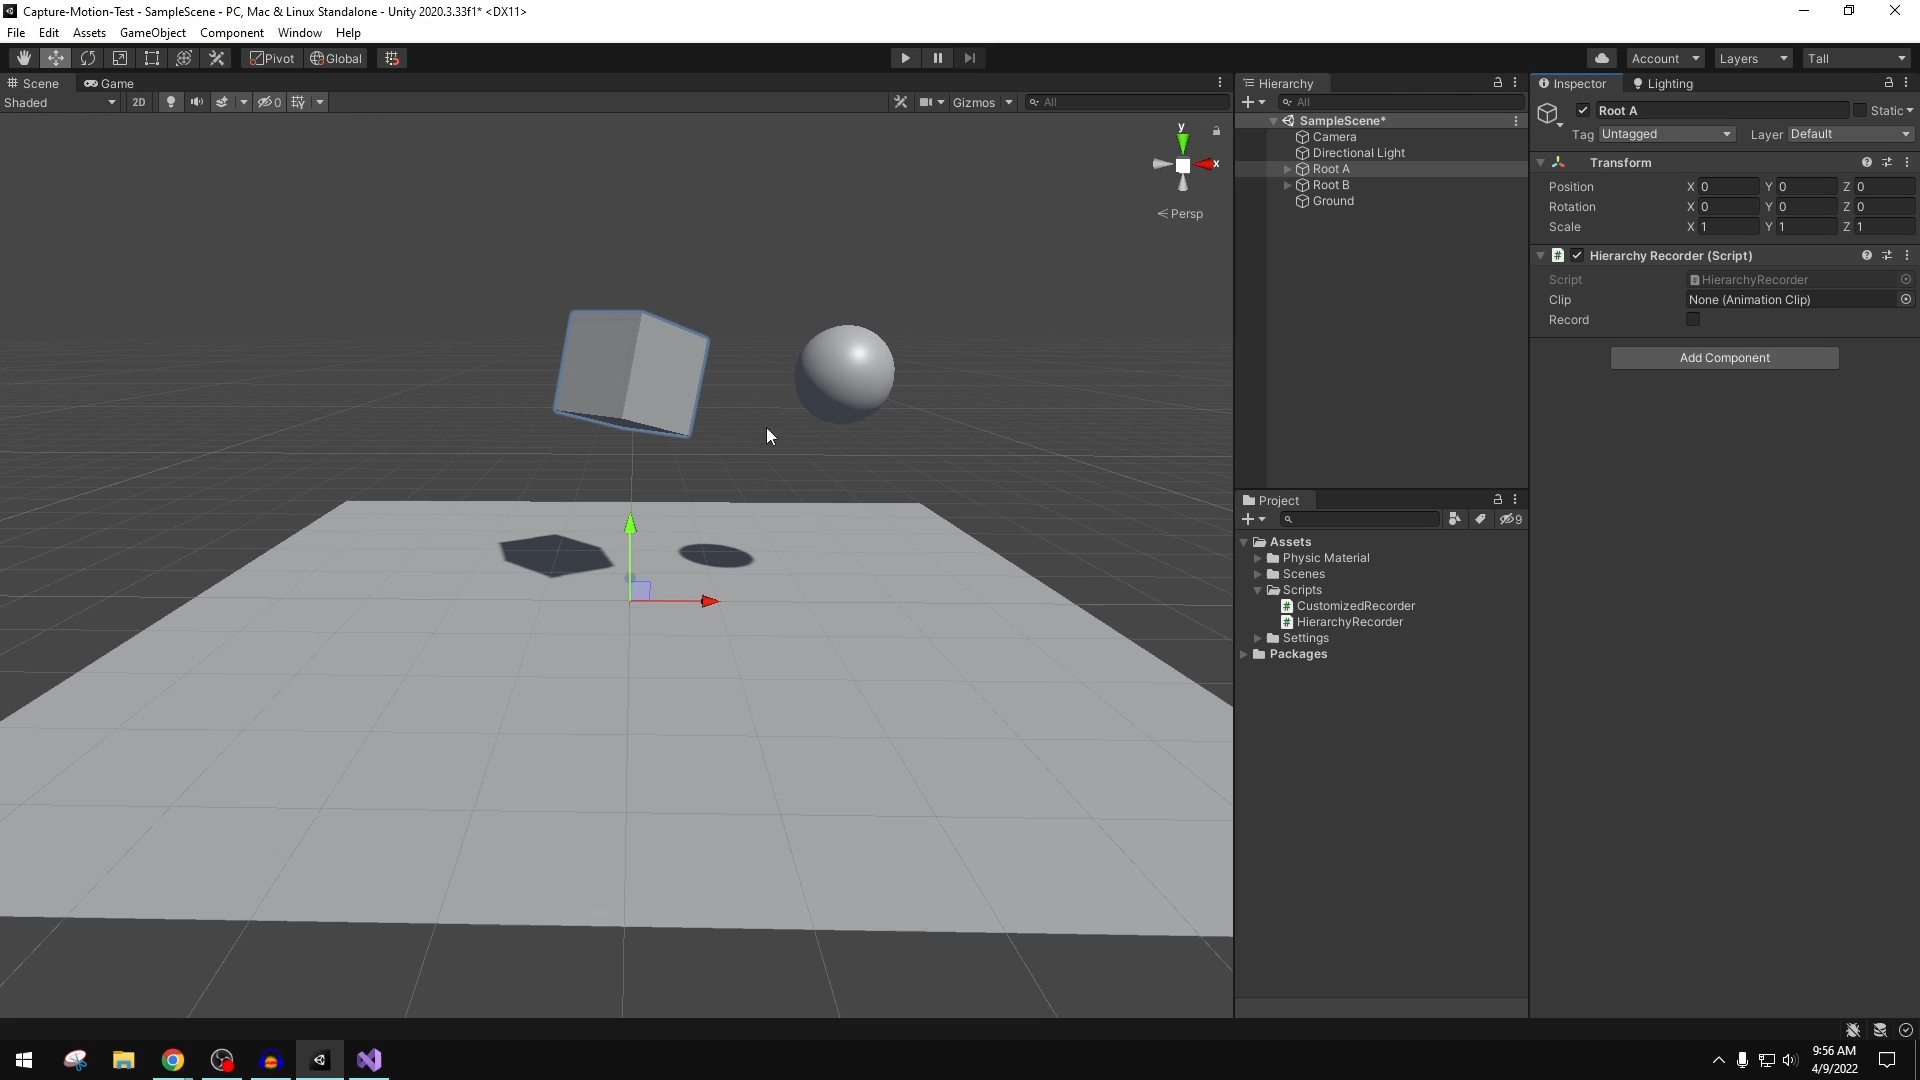 Capture-Motion-Test - SampleScene - PC, Mac & Linux Standalone - Unity 2020.3.33f1* <DX11>
File Edit Assets GameObject Component Window Help
Pivot Global Account Layers Tall
Scene Game
Shaded 2D 0 Gizmos All
y
x
Persp
Hierarchy
All
SampleScene*
Camera
Directional Light
Root A
Root B
Ground
Project
9
Assets
Physic Material
Scenes
Scripts
CustomizedRecorder
HierarchyRecorder
Settings
Packages
Inspector Lighting
Root A Static
Tag Untagged Layer Default
Transform
Position X 0 Y 0 Z 0
Rotation X 0 Y 0 Z 0
Scale X 1 Y 1 Z 1
# Hierarchy Recorder (Script)
Script HierarchyRecorder
Clip None (Animation Clip)
Record
Add Component
9:56 AM
4/9/2022